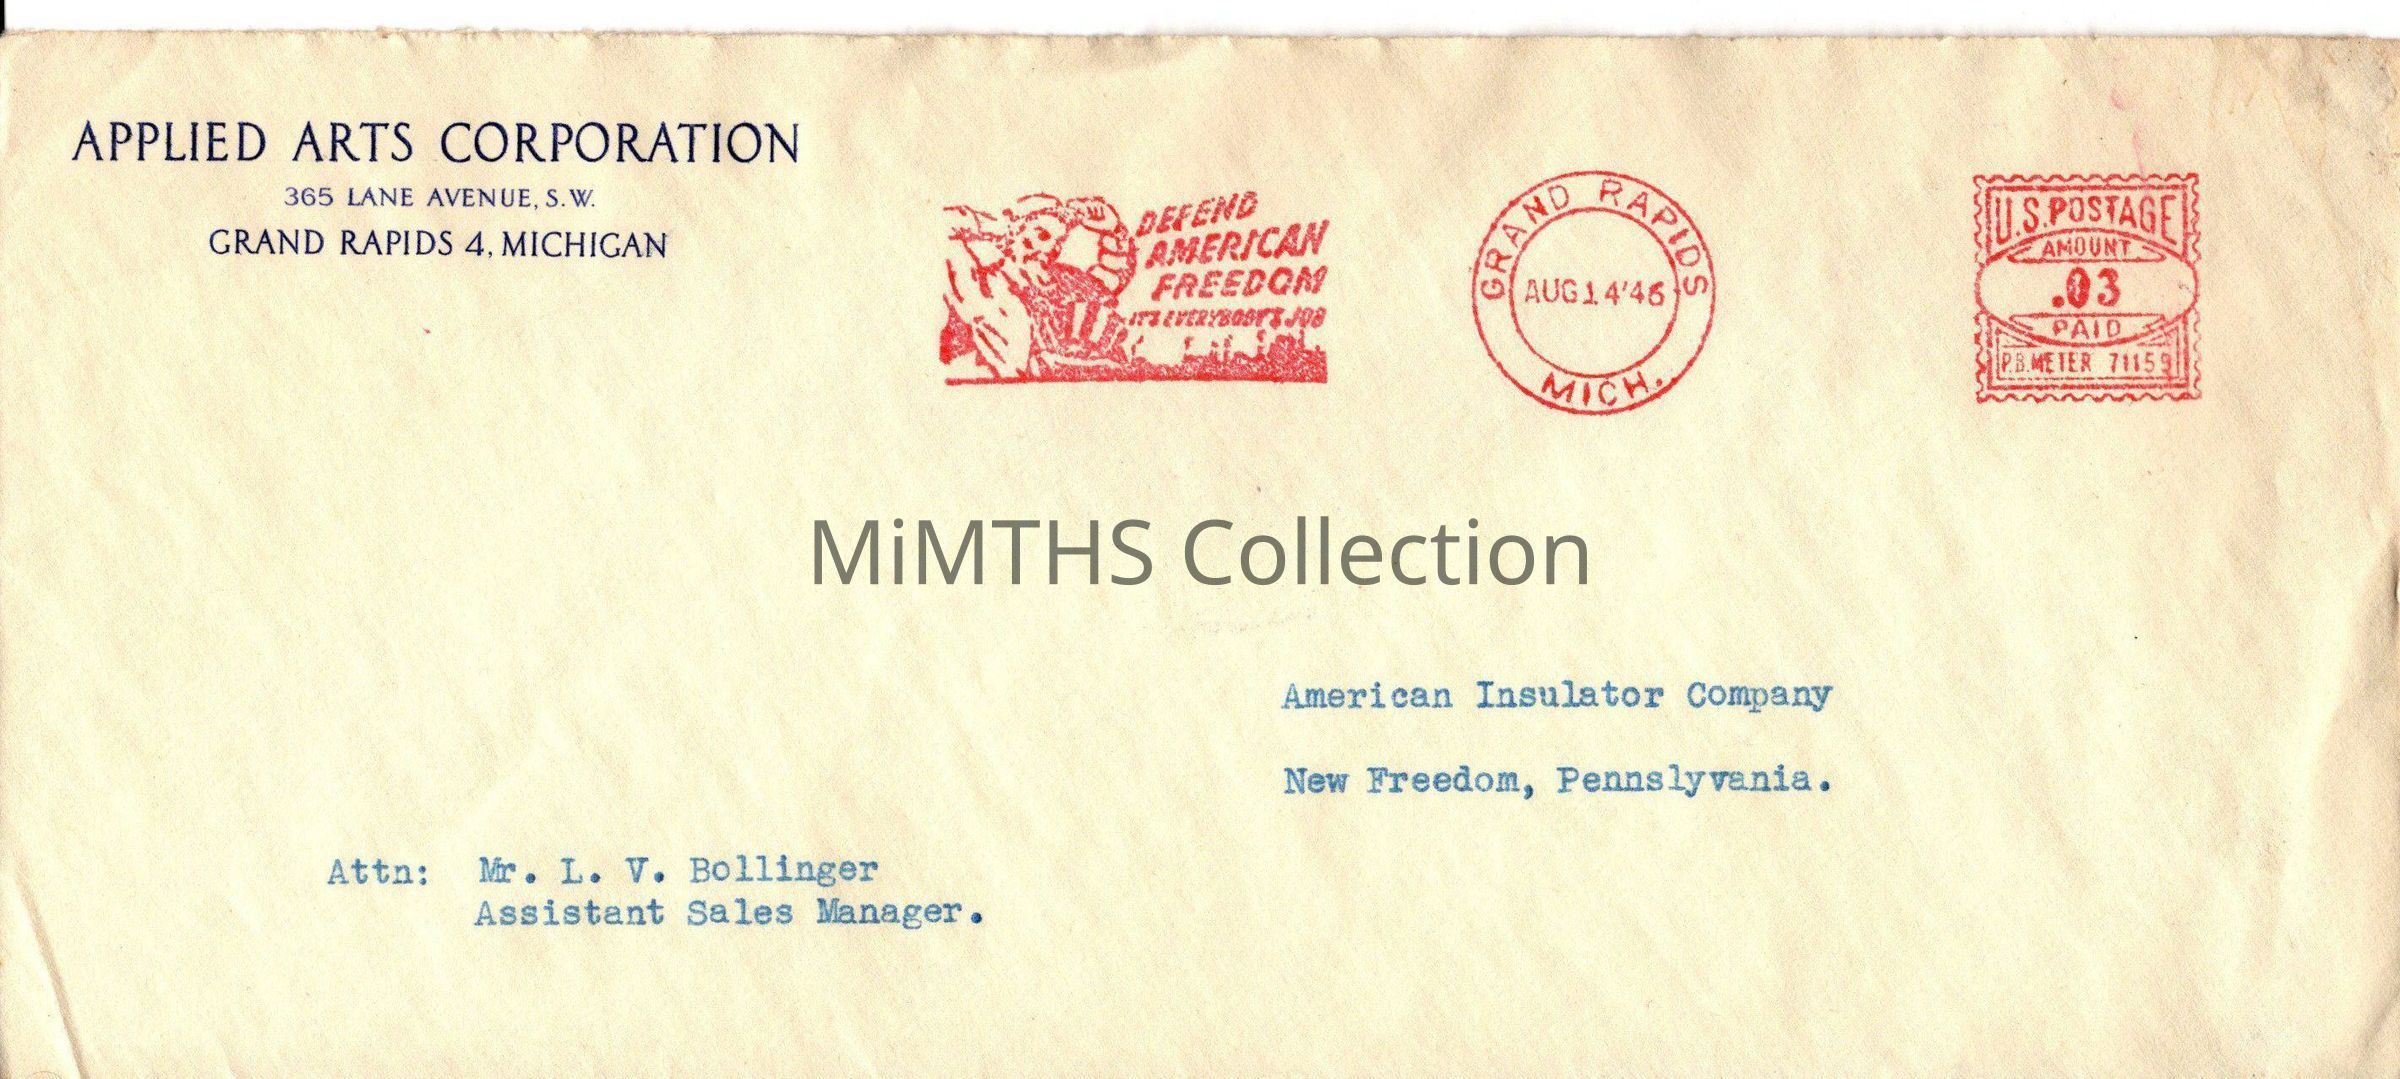 APPLIED ARTS CORPORATION
365 LANE AVENUE, S.W.
GRAND RAPIDS 4, MICHIGAN
DEFEND
AMERICAN
FREEDOM
IT'S EVERYBODY'S JOB
GRAND RAPIDS
AUG 14 '46
MICH.
U.S. POSTAGE
AMOUNT
.03
PAID
P.B. METER 71159
MiMTHS Collection
American Insulator Company
New Freedom, Pennslyvania.
Attn: Mr. L. V. Bollinger
Assistant Sales Manager.